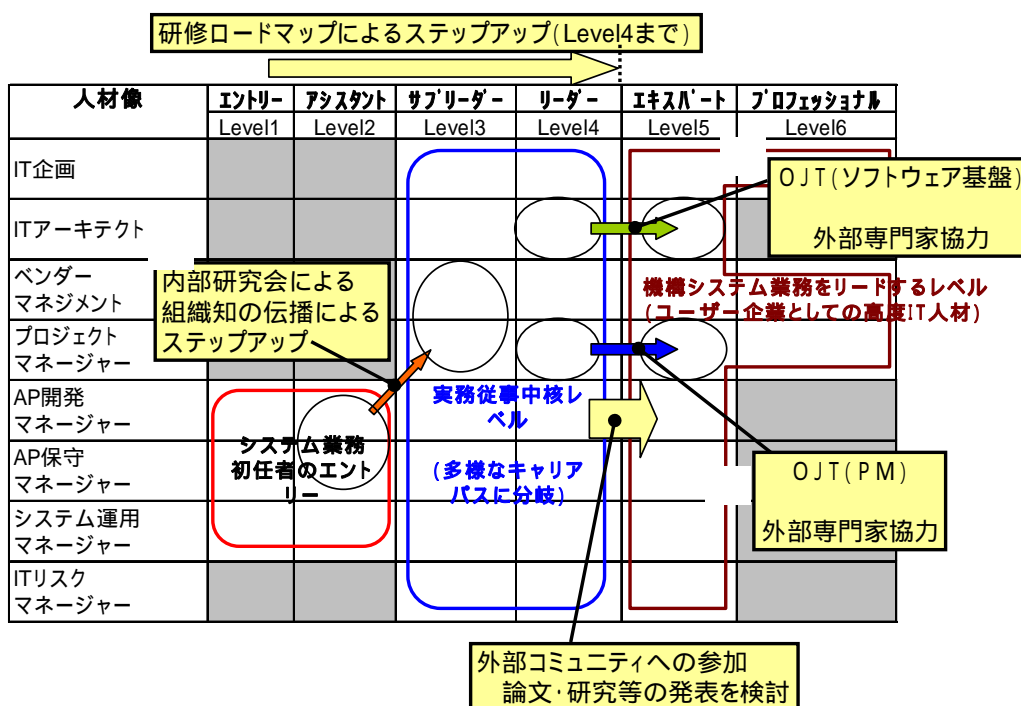 研修ロードマップによるステップアップ(Level4まで)
人材像 エントリー アシスタント サブリーダー リーダー エキスパート プロフェッショナル
Level1 Level2 Level3 Level4 Level5 Level6
IT企画
OJT(ソフトウェア基盤)
外部専門家協力
ITアーキテクト
ベンダー
マネジメント
内部研究会による
組織知の伝播による
ステップアップ
機構システム業務をリードするレベル
(ユーザー企業としての高度IT人材)
プロジェクト
マネージャー
AP開発
マネージャー
実務従事中核レ
ベル
(多様なキャリア
パスに分岐)
システム業務
初任者のエント
リー
AP保守
マネージャー
OJT(PM)
外部専門家協力
システム運用
マネージャー
ITリスク
マネージャー
外部コミュニティへの参加
論文・研究等の発表を検討